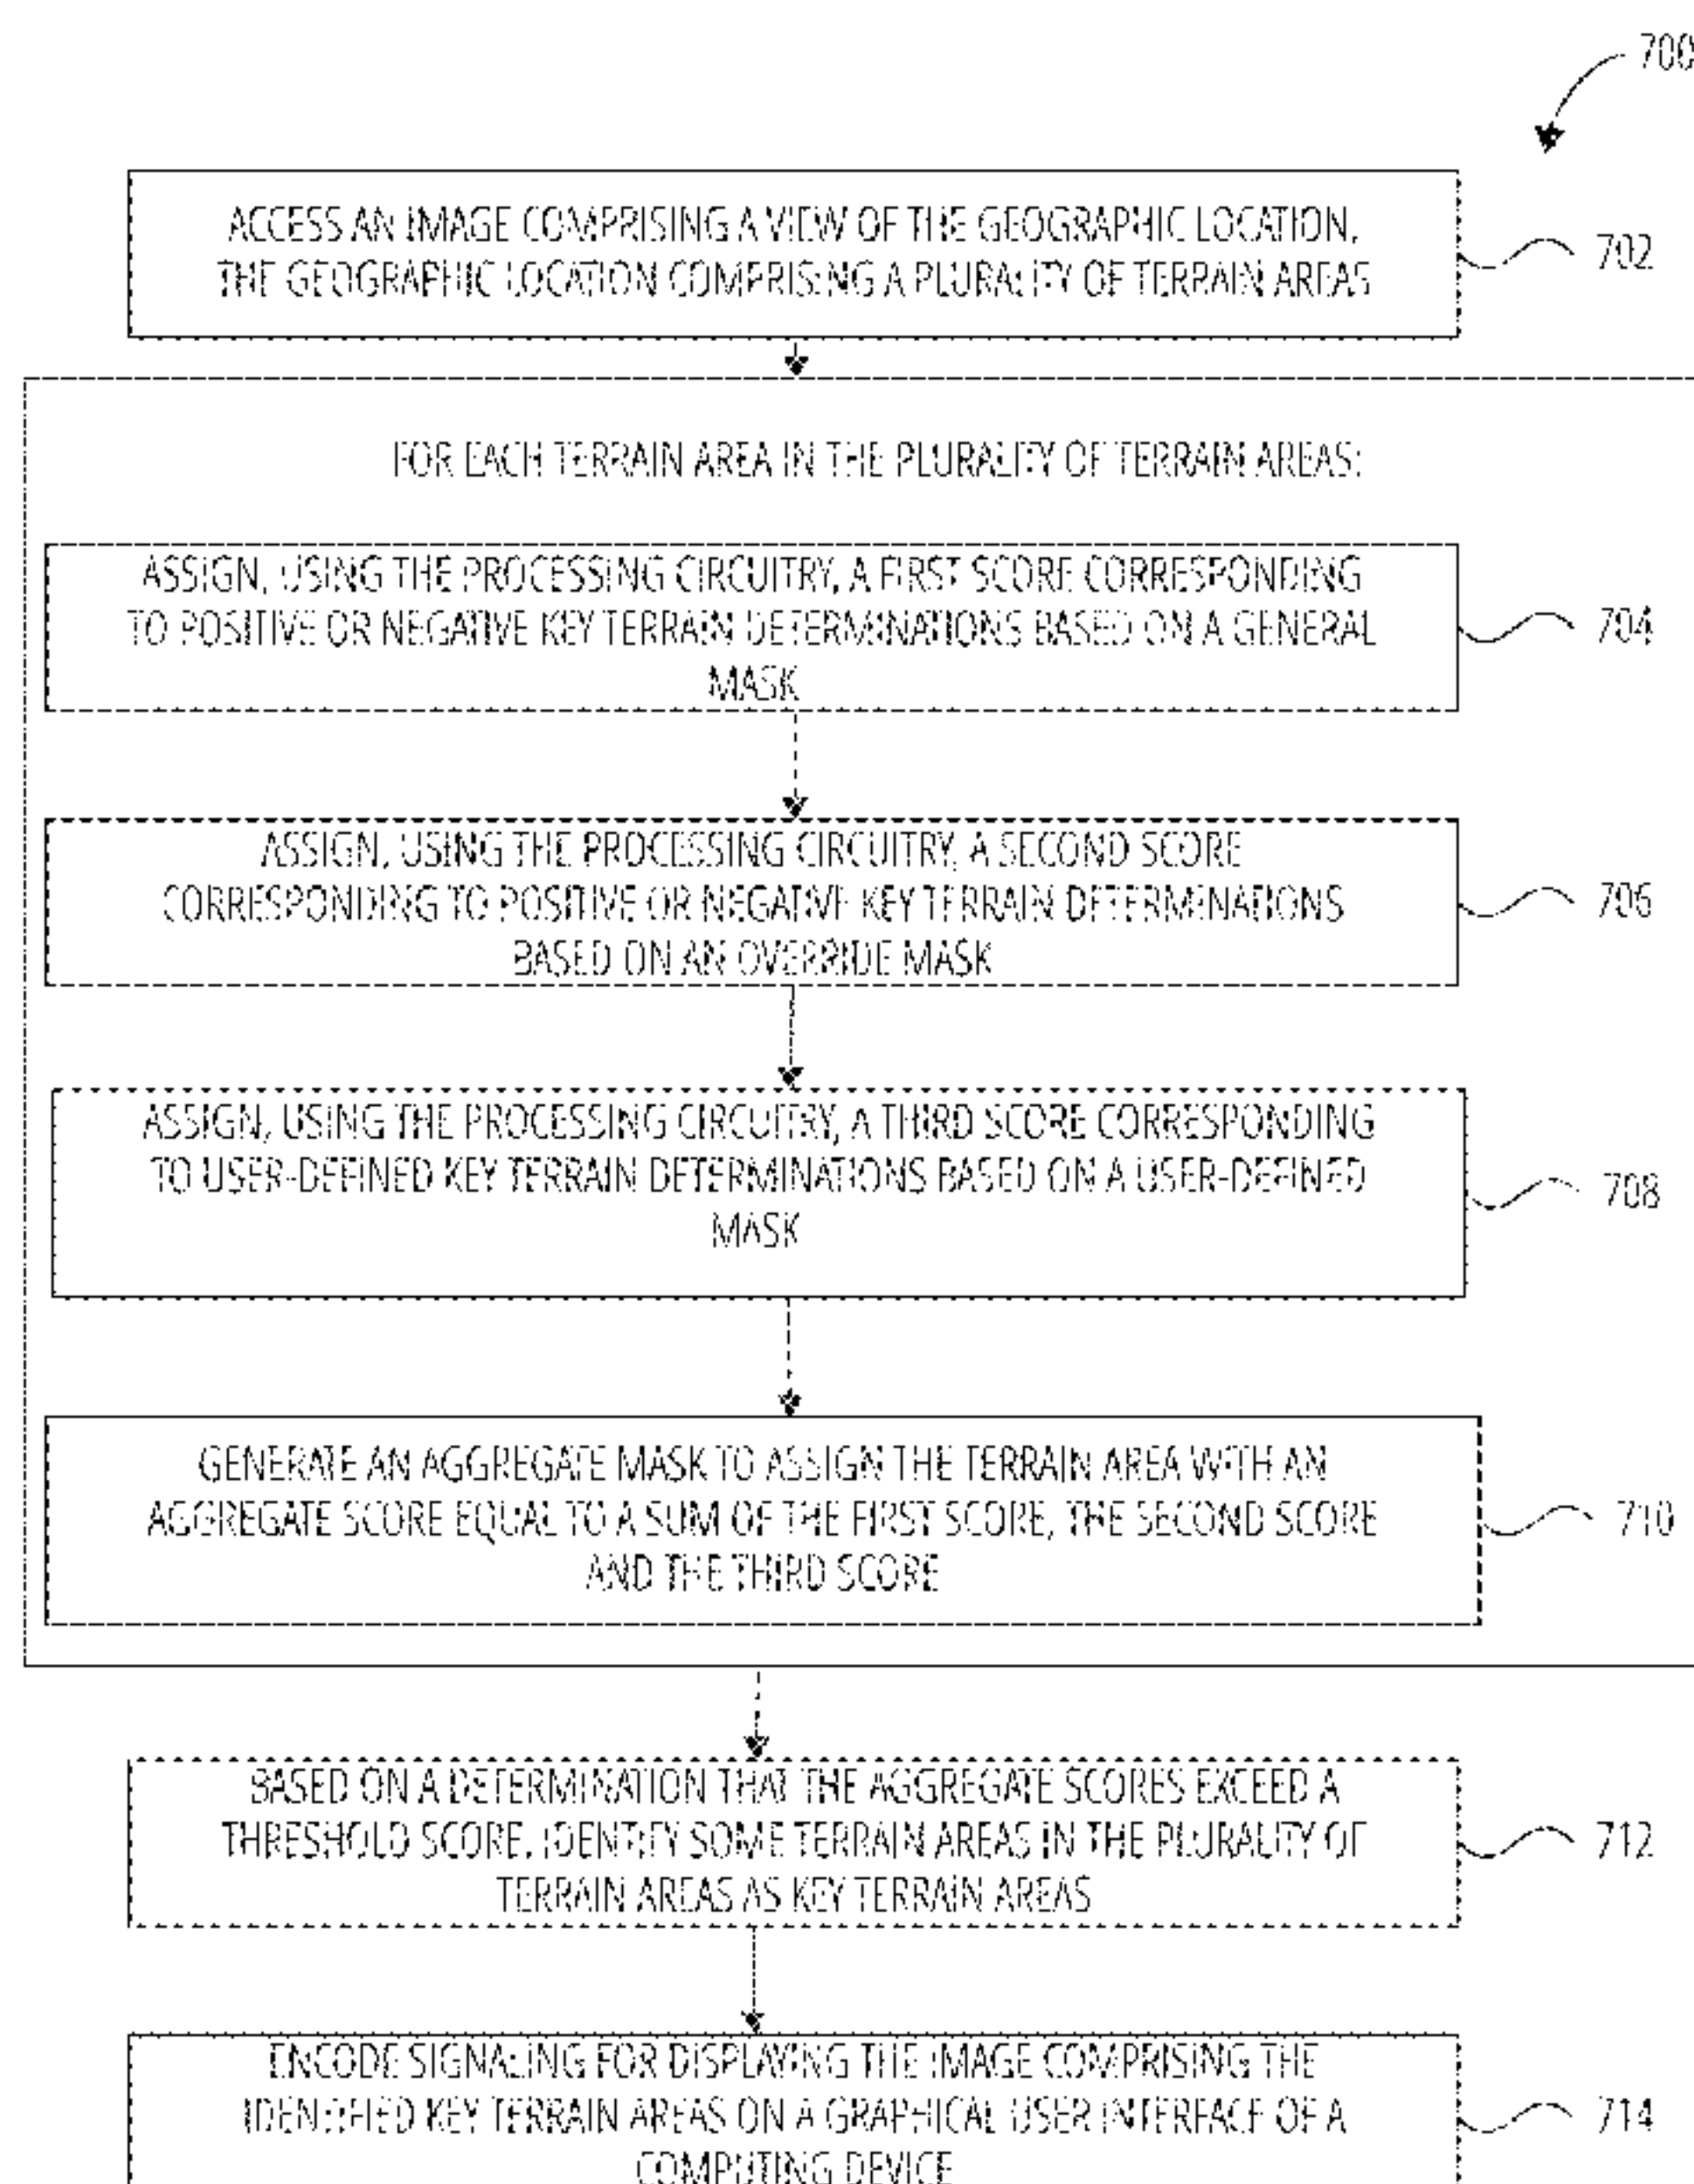 700
ACCESS AN IMAGE COMPRISING A VIEW OF THE GEOGRAPHIC LOCATION,
THE GEOGRAPHIC LOCATION COMPRISING A PLURALITY OF TERRAIN AREAS
702
FOR EACH TERRAIN AREA IN THE PLURALITY OF TERRAIN AREAS:
ASSIGN, USING THE PROCESSING CIRCUITRY, A FIRST SCORE CORRESPONDING
TO POSITIVE OR NEGATIVE KEY TERRAIN DETERMINATIONS BASED ON A GENERAL
MASK
704
ASSIGN, USING THE PROCESSING CIRCUITRY, A SECOND SCORE
CORRESPONDING TO POSITIVE OR NEGATIVE KEY TERRAIN DETERMINATIONS
BASED ON AN OVERRIDE MASK
706
ASSIGN, USING THE PROCESSING CIRCUITRY, A THIRD SCORE CORRESPONDING
TO USER-DEFINED KEY TERRAIN DETERMINATIONS BASED ON A USER-DEFINED
MASK
708
GENERATE AN AGGREGATE MASK TO ASSIGN THE TERRAIN AREA WITH AN
AGGREGATE SCORE EQUAL TO A SUM OF THE FIRST SCORE, THE SECOND SCORE
AND THE THIRD SCORE
710
BASED ON A DETERMINATION THAT THE AGGREGATE SCORES EXCEED A
THRESHOLD SCORE, IDENTIFY SOME TERRAIN AREAS IN THE PLURALITY OF
TERRAIN AREAS AS KEY TERRAIN AREAS
712
ENCODE SIGNALING FOR DISPLAYING THE IMAGE COMPRISING THE
IDENTIFIED KEY TERRAIN AREAS ON A GRAPHICAL USER INTERFACE OF A
COMPUTING DEVICE
714